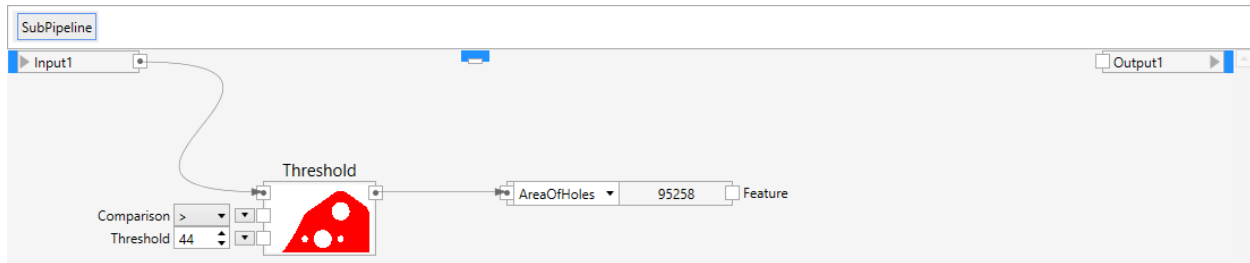 SubPipeline
Input1
Output1
Threshold
AreaOfHoles 95258 Feature
Comparison >
Threshold 44